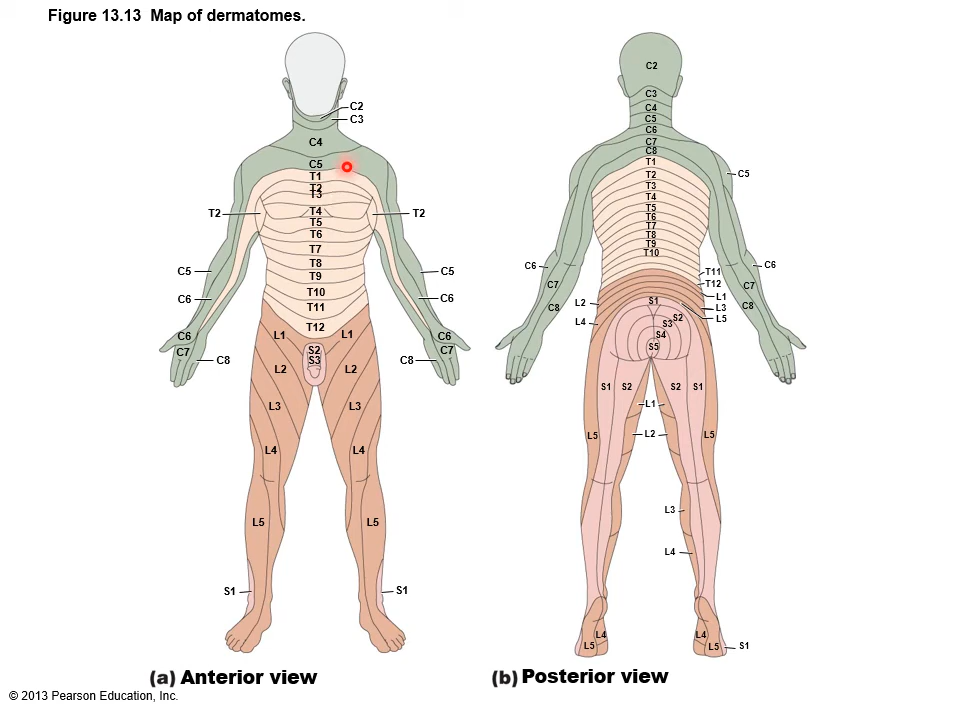 Figure 13.13 Map of dermatomes.
C2
C3
C4
C5
T1
T2
T3
T2
T4
T2
T5
T6
T7
T8
C5
C5
T9
T10
C6
C6
T11
T12
L1
L1
C6
C6
C7
C7
S2
C8
C8
S3
L2
L2
L3
L3
L4
L4
L5
L5
S1
S1
(a) Anterior view
C2
C3
C4
C5
C6
C7
C8
T1
T2
C5
T3
T4
T5
T6
T7
T8
T9
T10
C6
C6
T11
C7
T12
C7
L1
S1
L2
C8
L3
C8
S2
L5
L4
S3
S4
S5
S1
S2
S2
S1
L1
L5
L2
L5
L3
L4
L4
L4
L5
L5
S1
(b) Posterior view
© 2013 Pearson Education, Inc.